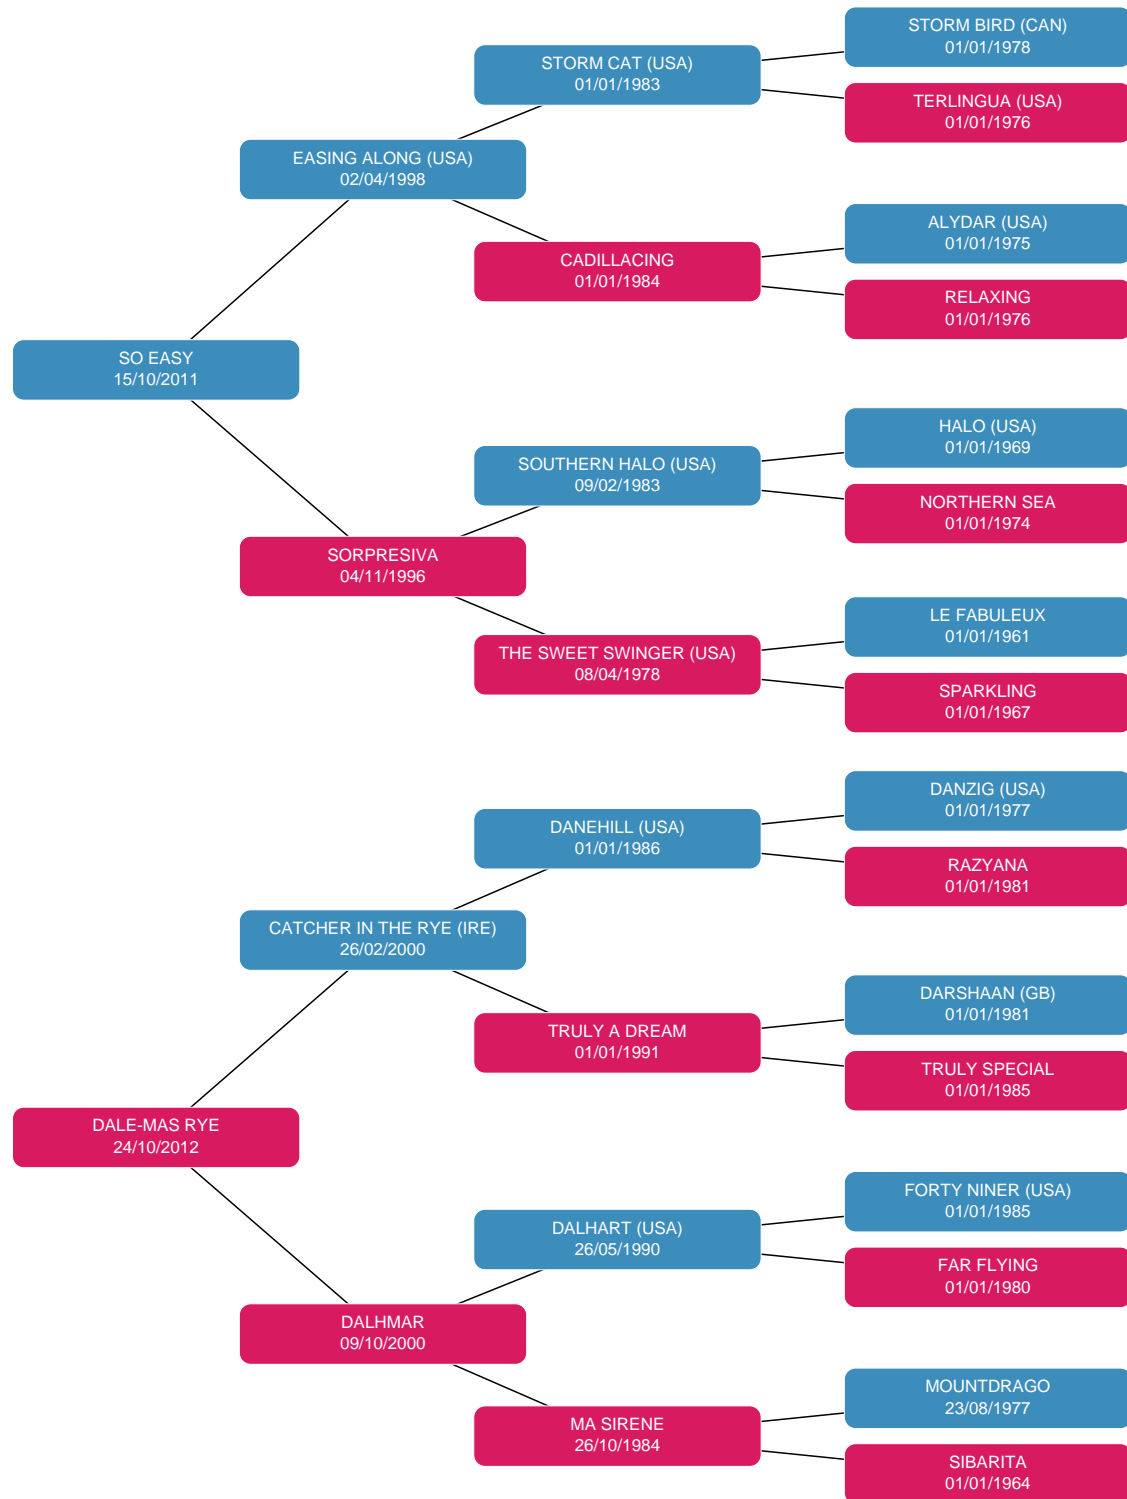 STORM BIRD (CAN)
01/01/1978
STORM CAT (USA)
01/01/1983
TERLINGUA (USA)
01/01/1976
EASING ALONG (USA)
02/04/1998
ALYDAR (USA)
01/01/1975
CADILLACING
01/01/1984
RELAXING
01/01/1976
SO EASY
15/10/2011
HALO (USA)
01/01/1969
SOUTHERN HALO (USA)
09/02/1983
NORTHERN SEA
01/01/1974
SORPRESIVA
04/11/1996
LE FABULEUX
01/01/1961
THE SWEET SWINGER (USA)
08/04/1978
SPARKLING
01/01/1967
DANZIG (USA)
01/01/1977
DANEHILL (USA)
01/01/1986
RAZYANA
01/01/1981
CATCHER IN THE RYE (IRE)
26/02/2000
DARSHAAN (GB)
01/01/1981
TRULY A DREAM
01/01/1991
TRULY SPECIAL
01/01/1985
DALE-MAS RYE
24/10/2012
FORTY NINER (USA)
01/01/1985
DALHART (USA)
26/05/1990
FAR FLYING
01/01/1980
DALHMAR
09/10/2000
MOUNTDRAGO
23/08/1977
MA SIRENE
26/10/1984
SIBARITA
01/01/1964